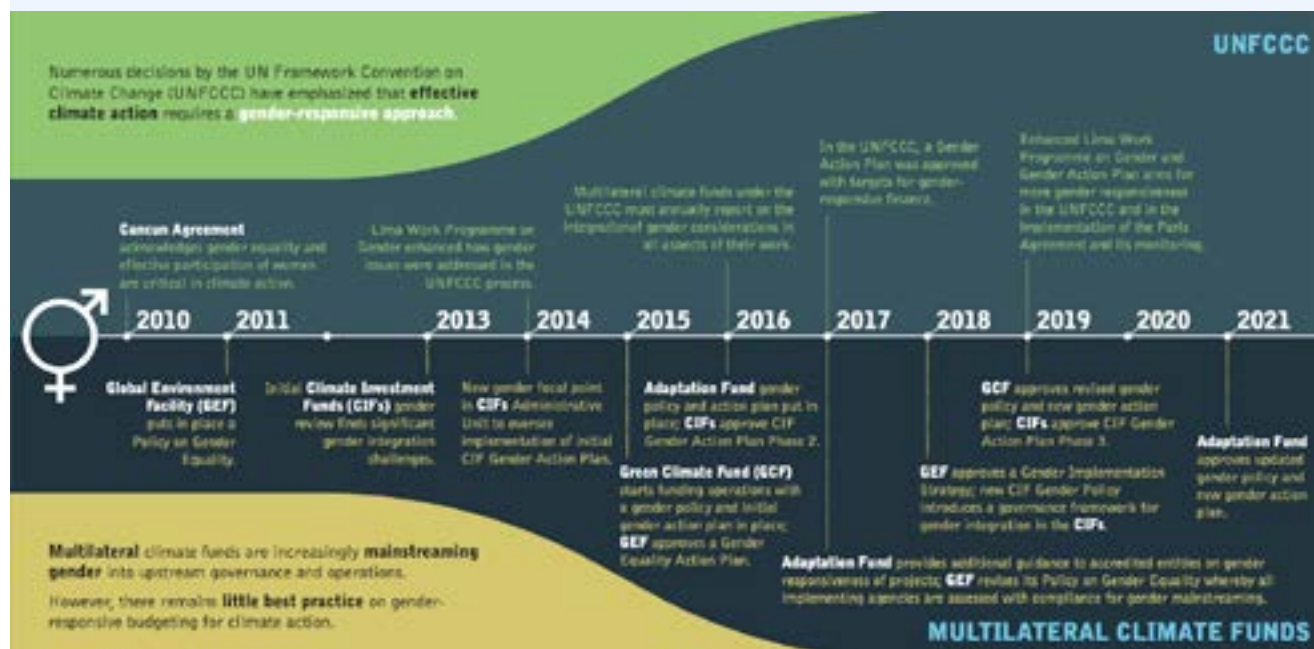 UNFCCC
Numerous decisions by the UN Framework Convention on
Climate Change (UNFCCC) have emphasized that effective
climate action requires a gender-responsive approach.
Cancun Agreement
acknowledges gender equality and
effective participation of women
are critical in climate action.
Lima Work Programme on
Gender enhanced how gender
issues were addressed in the
UNFCCC process.
Multilateral climate funds under the
UNFCCC must annually report on the
integration of gender considerations in
all aspects of their work.
In the UNFCCC, a Gender
Action Plan was approved
with targets for gender-
responsive finance.
Enhanced Lima Work
Programme on Gender and
Gender Action Plan aims for
more gender responsiveness
in the UNFCCC and in the
implementation of the Paris
Agreement and its monitoring.
2010
2011
2013
2014
2015
2016
2017
2018
2019
2020
2021
Global Environment
Facility (GEF)
puts in place a
Policy on Gender
Equality.
Initial Climate Investment
Funds (CIFs) gender
review finds significant
gender integration
challenges.
New gender focal point
in CIFs Administrative
Unit to oversee
implementation of initial
CIF Gender Action Plan.
Green Climate Fund (GCF)
starts funding operations with
a gender policy and initial
gender action plan in place;
GEF approves a Gender
Equality Action Plan.
Adaptation Fund gender
policy and action plan put in
place; CIFs approve CIF
Gender Action Plan Phase 2.
Adaptation Fund provides additional guidance to accredited entities on gender
responsiveness of projects; GEF revises its Policy on Gender Equality whereby all
implementing agencies are assessed with compliance for gender mainstreaming.
GEF approves a Gender Implementation
Strategy; new CIF Gender Policy
introduces a governance framework for
gender integration in the CIFs.
GCF approves revised gender
policy and new gender action
plan; CIFs approve CIF Gender
Action Plan Phase 3.
Adaptation Fund
approves updated
gender policy and
new gender action
plan.
Multilateral climate funds are increasingly mainstreaming
gender into upstream governance and operations.
However, there remains little best practice on gender-
responsive budgeting for climate action.
MULTILATERAL CLIMATE FUNDS